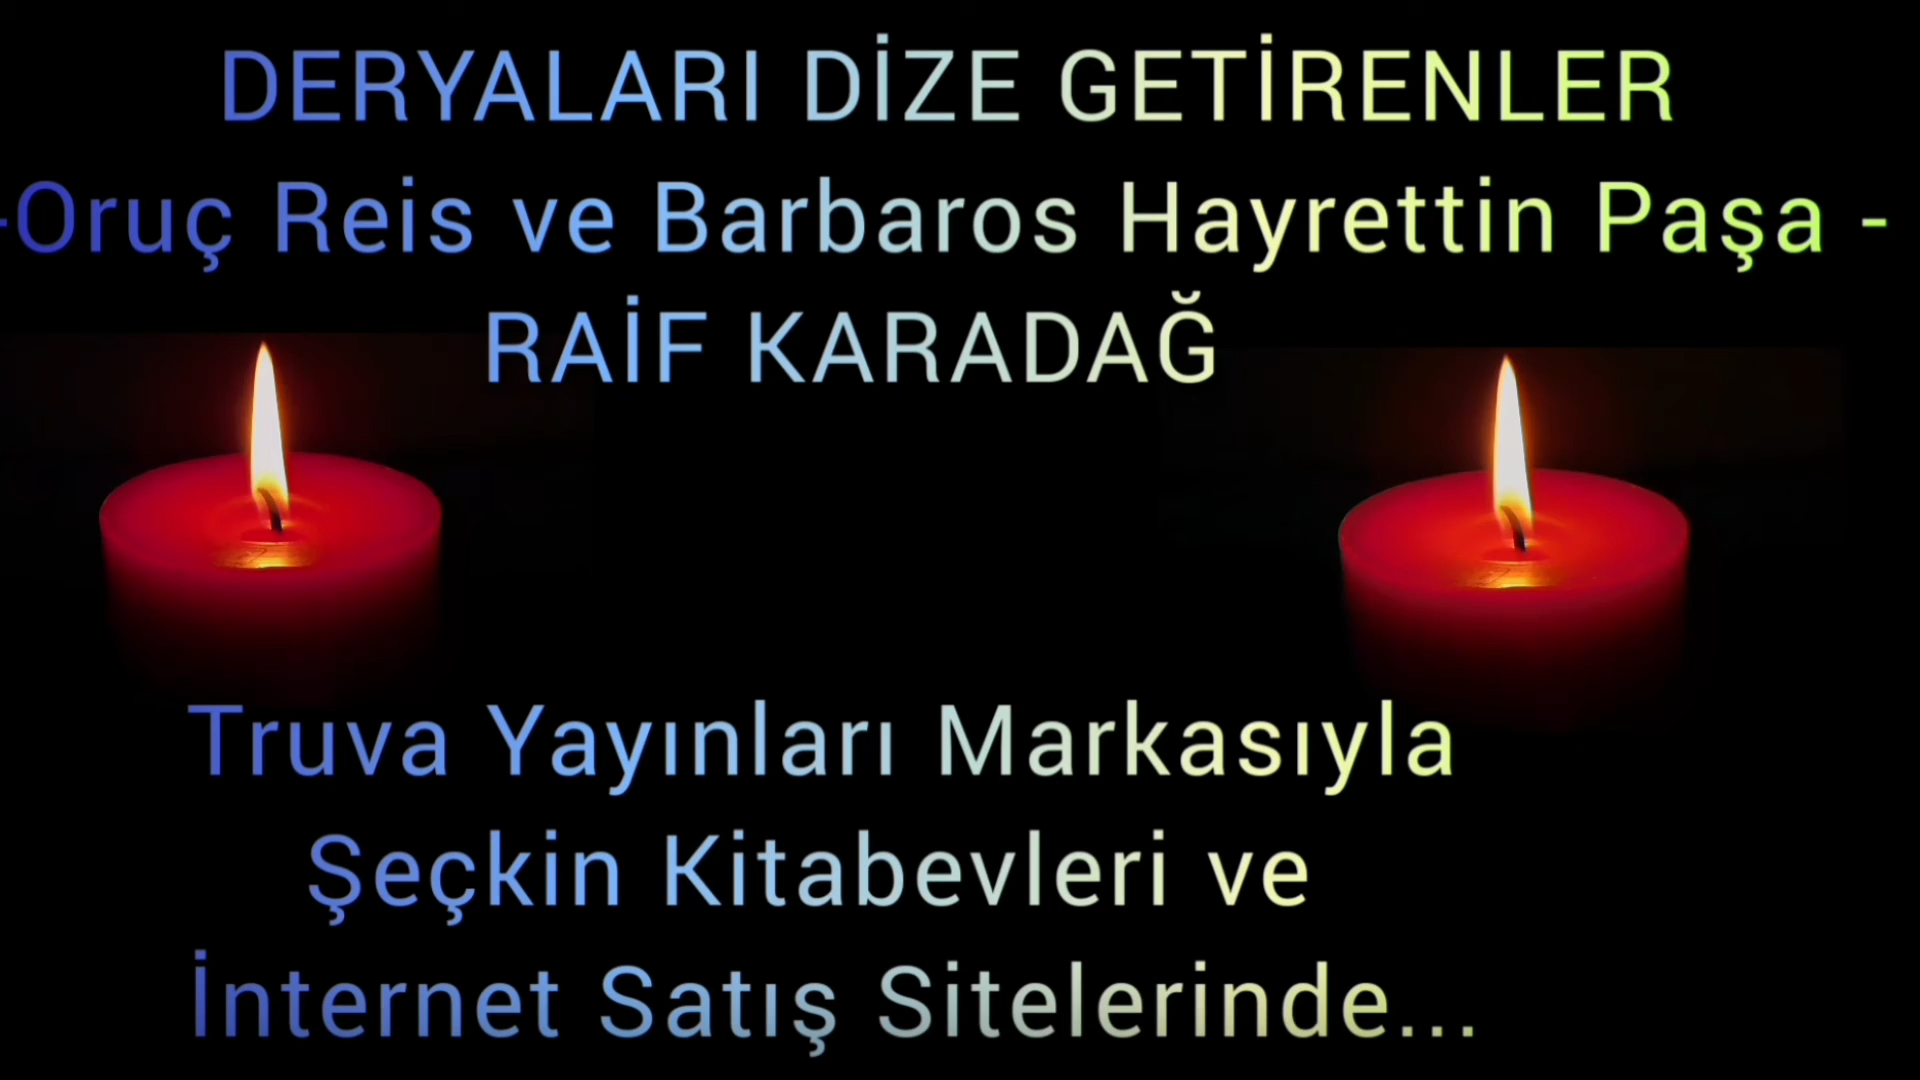 DERYALARI DİZE GETİRENLER
-Oruç Reis ve Barbaros Hayrettin Paşa -
RAİF KARADAĞ
Truva Yayınları Markasıyla
Şeçkin Kitabevleri ve
İnternet Satış Sitelerinde...